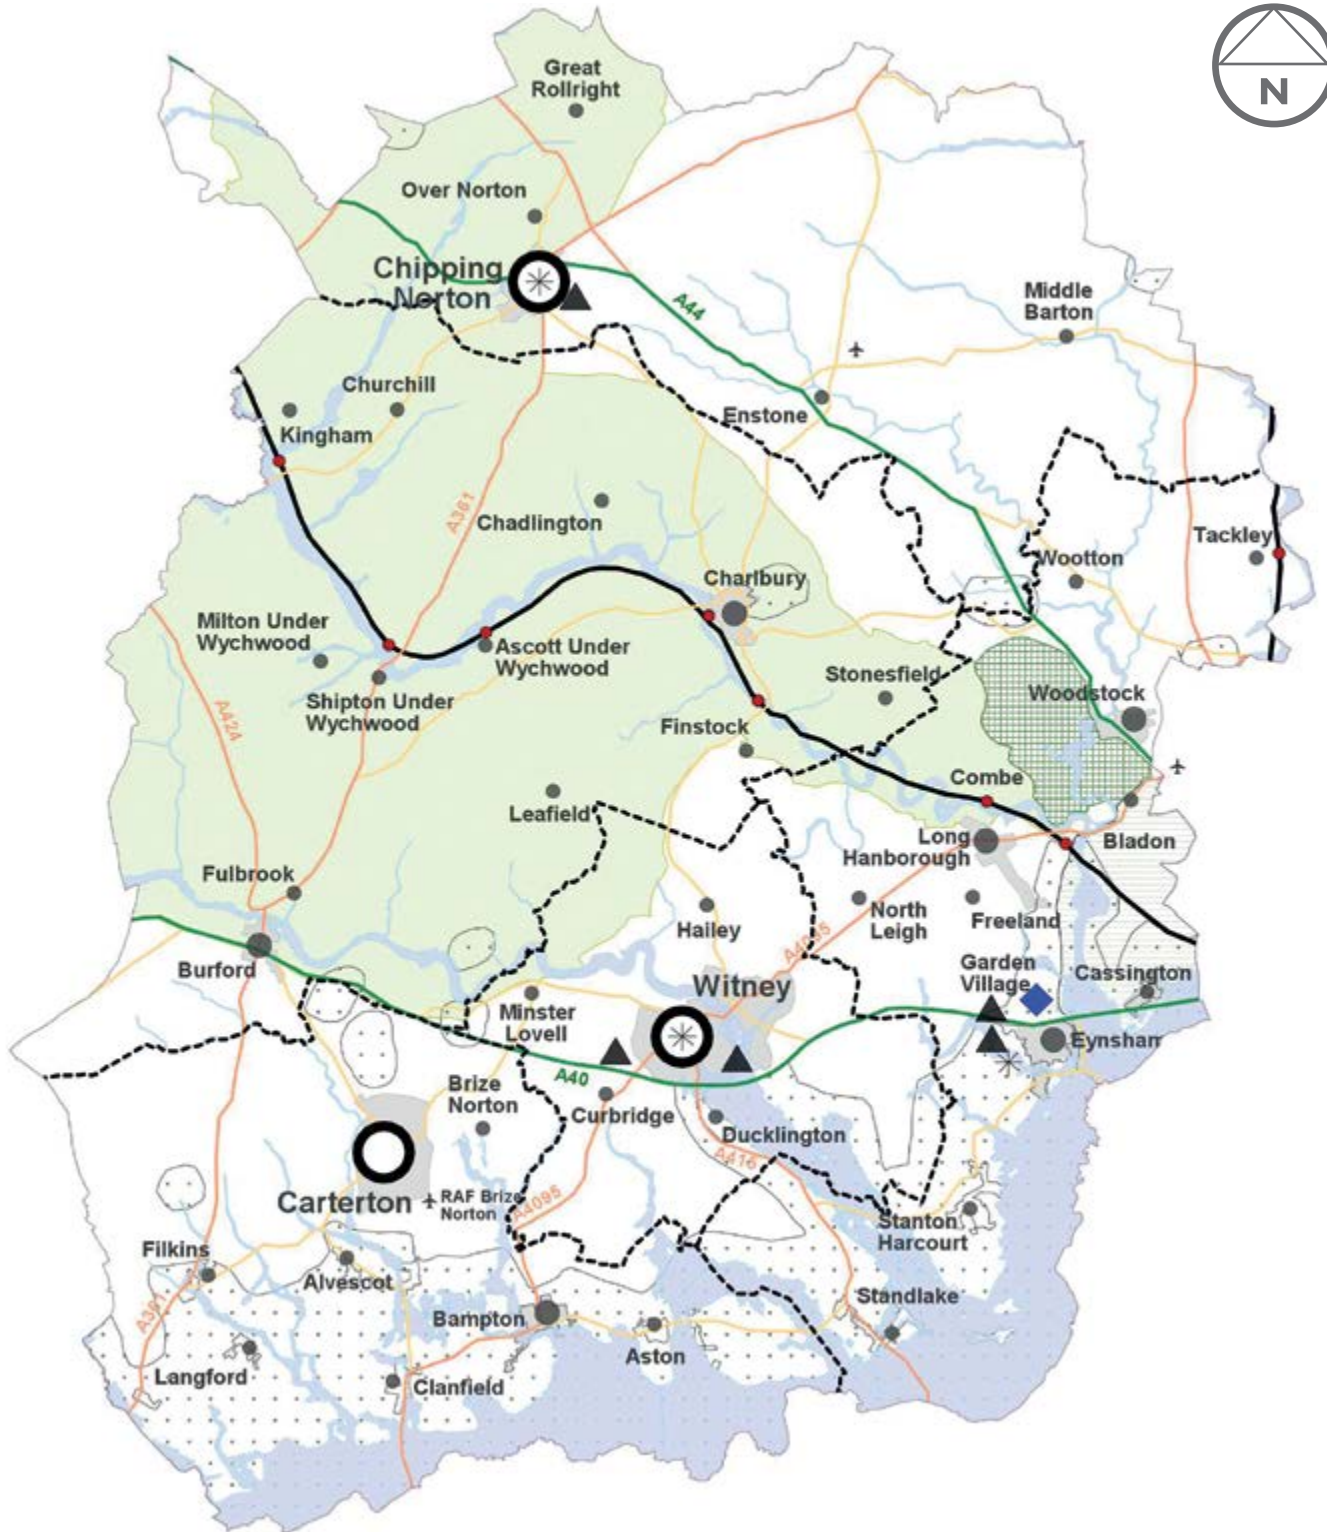 N
Great
Rollright
Over Norton
Chipping
Norton
A44
Middle
Barton
Churchill
Kingham
Enstone
A361
Chadlington
Tackley
Wootton
Charlbury
Milton Under
Wychwood
Ascott Under
Wychwood
Shipton Under
Wychwood
Stonesfield
Woodstock
A424
Finstock
Combe
Leafield
Long
Hanborough
Bladon
Fulbrook
North
Leigh
Freeland
Hailey
A4095
Burford
Garden
Village
Cassington
Witney
Minster
Lovell
Eynsham
A40
Brize
Norton
Curbridge
Ducklington
A415
Carterton
RAF Brize
Norton
A4095
Stanton
Harcourt
Filkins
Alvescot
A361
Bampton
Standlake
Aston
Langford
Clanfield